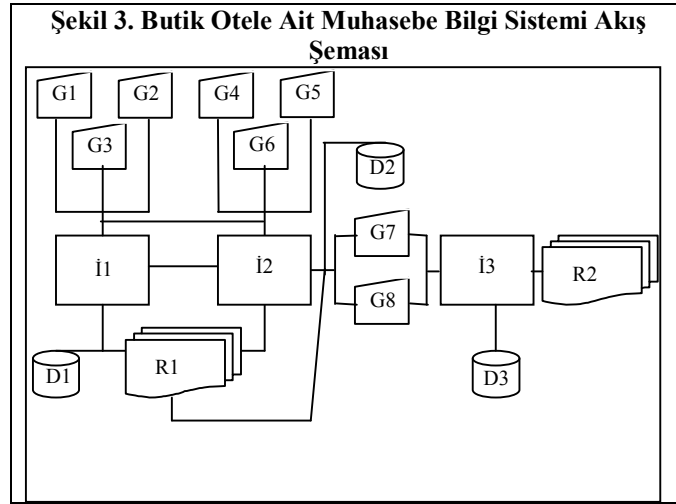 Şekil 3. Butik Otele Ait Muhasebe Bilgi Sistemi Akış
Şeması
G1
G2
G4
G5
G3
G6
D2
G7
İ1
İ2
İ3
R2
G8
D1
R1
D3